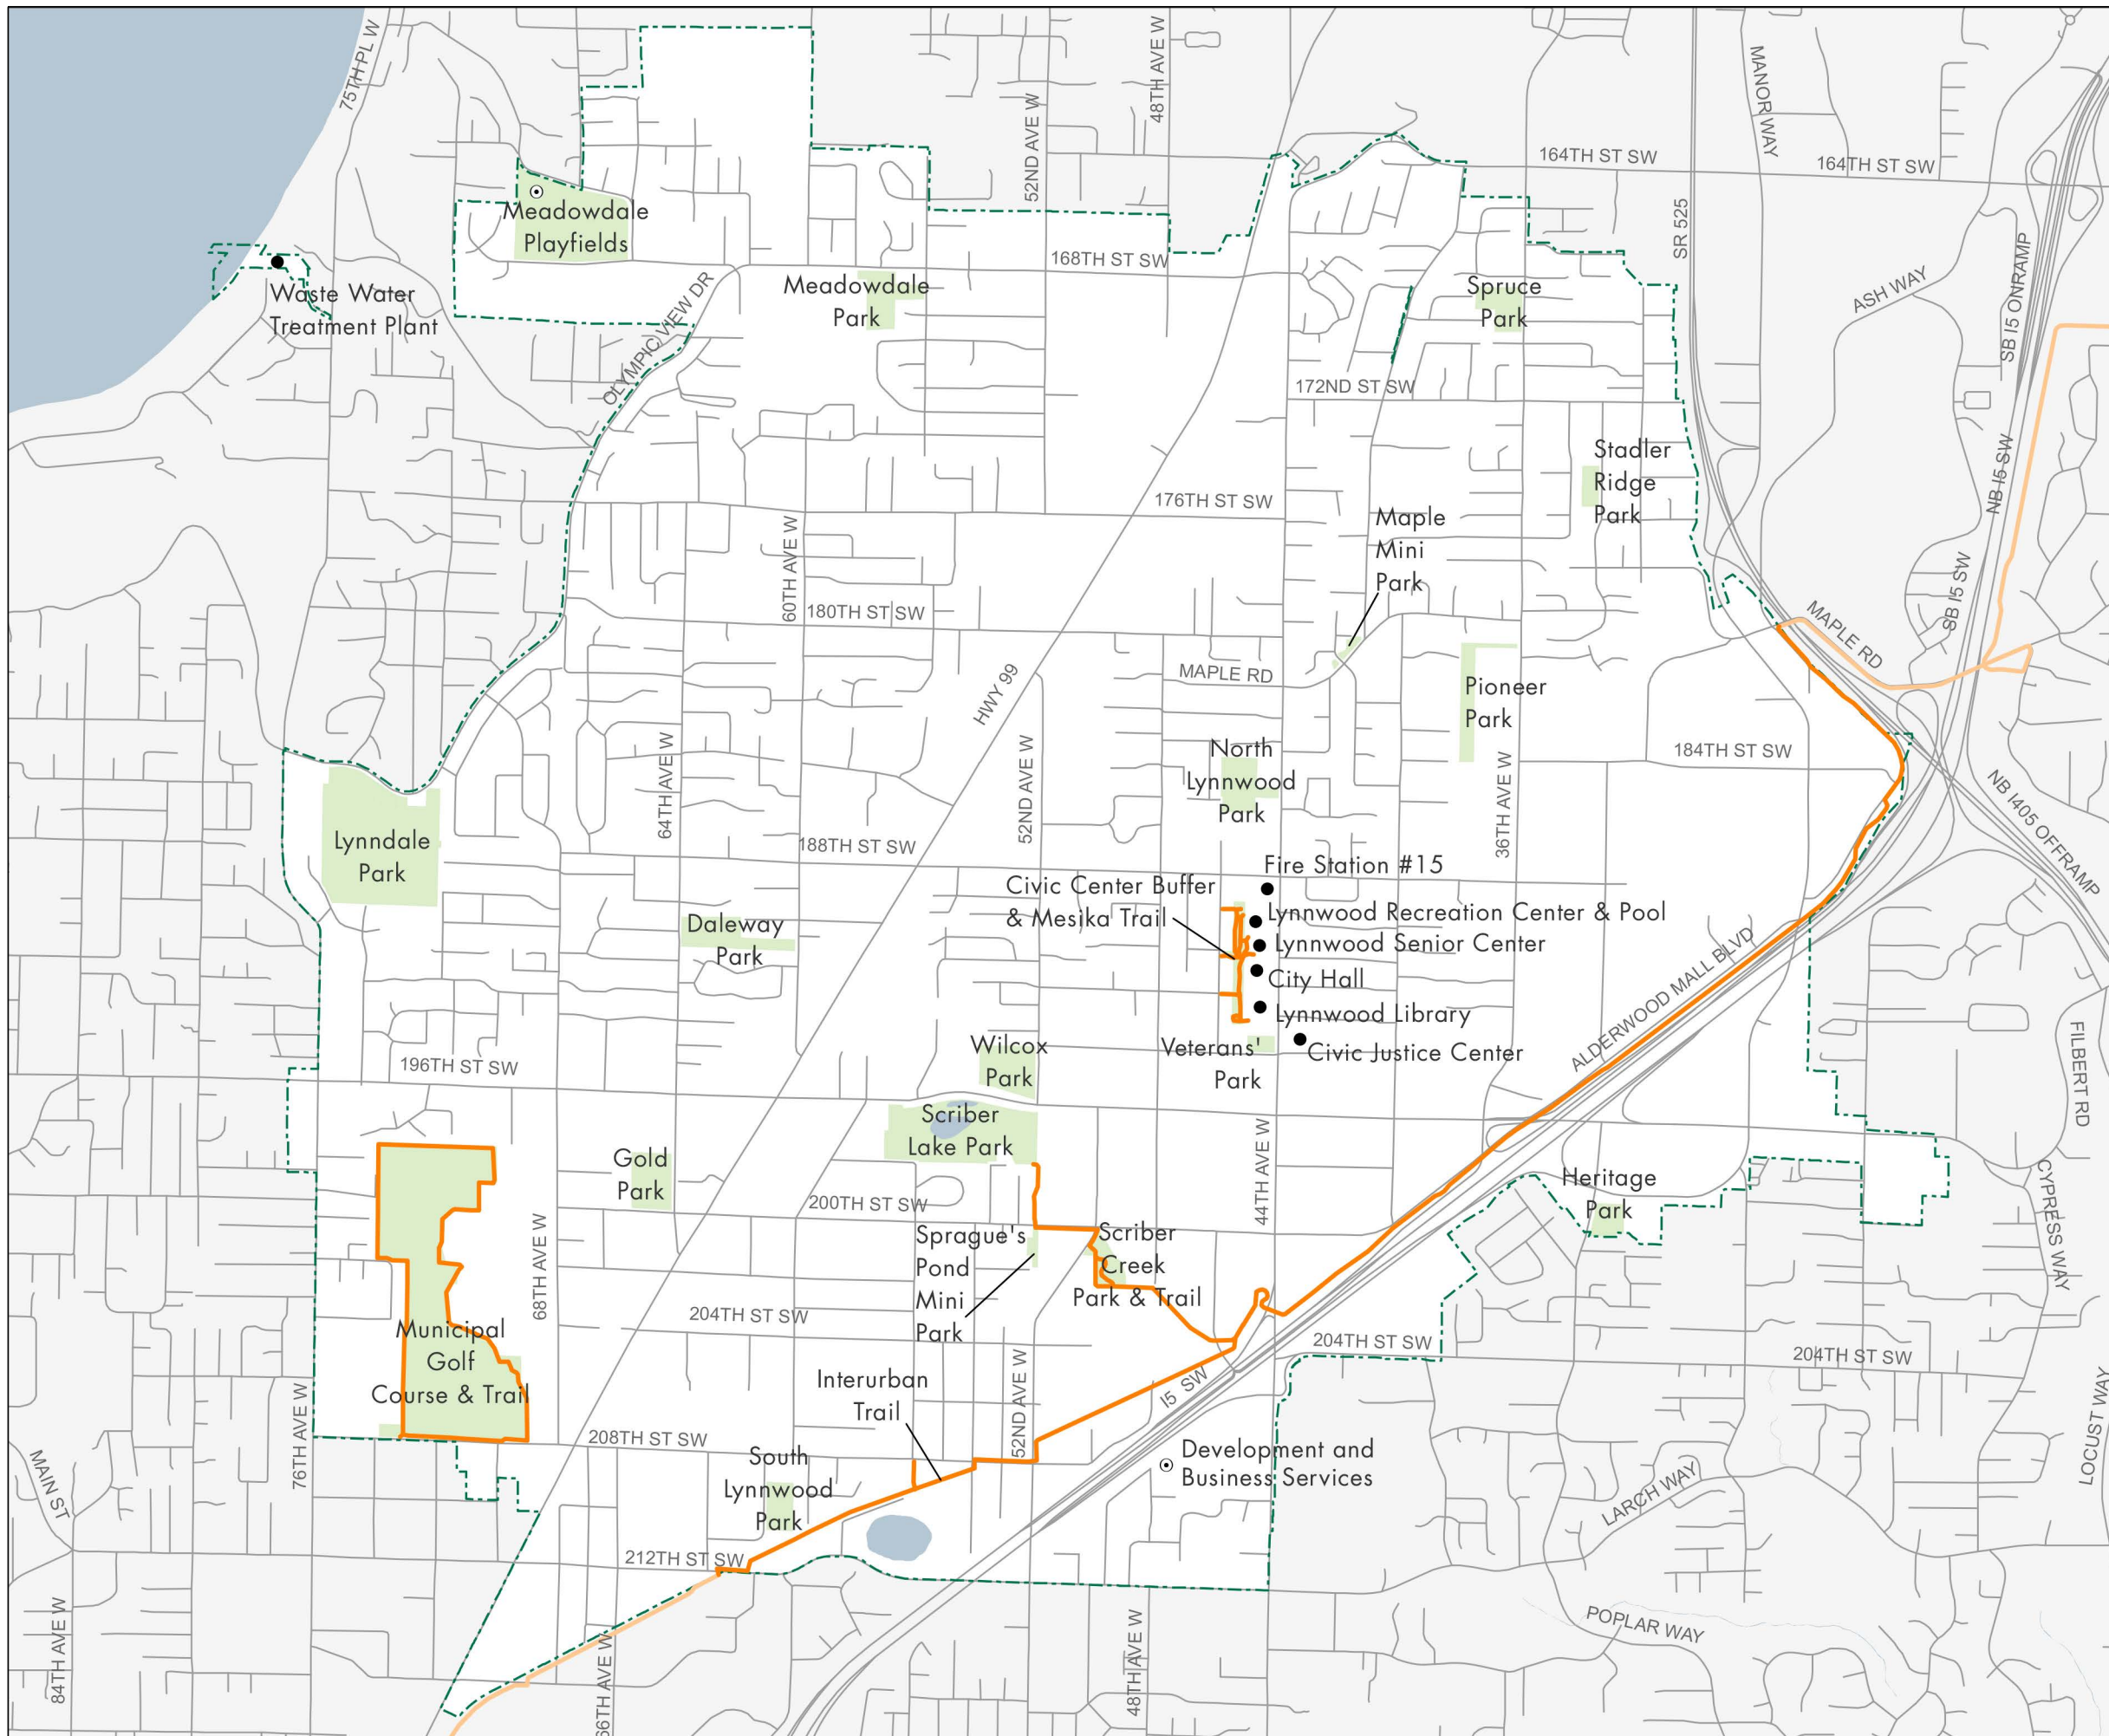 75TH PL W
52ND AVE W
48TH AVE W
MANOR WAY
164TH ST SW
164TH ST SW
SR 525
Meadowdale
Playfields
168TH ST SW
Waste Water
Treatment Plant
OLYMPIC VIEW DR
Meadowdale
Park
Spruce
Park
ASH WAY
SB I5 ONRAMP
172ND ST SW
Stadler
Ridge
Park
NB I5 SW
176TH ST SW
Maple
Mini
Park
60TH AVE W
180TH ST SW
SB I5 SW
MAPLE RD
HWY 99
MAPLE RD
Pioneer
Park
184TH ST SW
North
Lynnwood
Park
64TH AVE W
52ND AVE W
36TH AVE W
NB I405 OFFRAMP
Lynndale
Park
188TH ST SW
Fire Station #15
Civic Center Buffer
& Mesika Trail
Lynnwood Recreation Center & Pool
Daleway
Park
Lynnwood Senior Center
City Hall
Lynnwood Library
ALDERWOOD MALL BLVD
Wilcox
Park
Veterans'
Park
Civic Justice Center
FILBERT RD
196TH ST SW
Scriber
Lake Park
Gold
Park
44TH AVE W
Heritage
Park
CYPRESS WAY
200TH ST SW
68TH AVE W
Sprague's
Pond
Mini
Park
Scriber
Creek
Park & Trail
204TH ST SW
Municipal
Golf
Course & Trail
204TH ST SW
204TH ST SW
Interurban
Trail
I5 SW
52ND AVE W
76TH AVE W
LOCUST WAY
208TH ST SW
MAIN ST
South
Lynnwood
Park
Development and
Business Services
LARCH WAY
212TH ST SW
84TH AVE W
66TH AVE W
48TH AVE W
POPLAR WAY